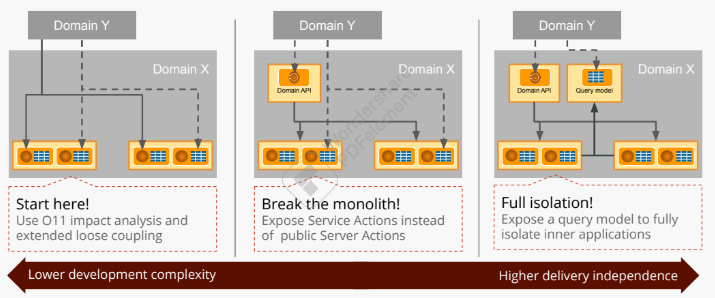 Domain Y
Domain X
Start here!
Use O11 impact analysis and
extended loose coupling
Domain Y
Domain X
Domain API
Break the monolith!
Expose Service Actions instead
of public Server Actions
Domain Y
Domain X
Domain API
Query model
Full isolation!
Expose a query model to fully
isolate inner applications
Wondershare
PDFelement
Lower development complexity
Higher delivery independence